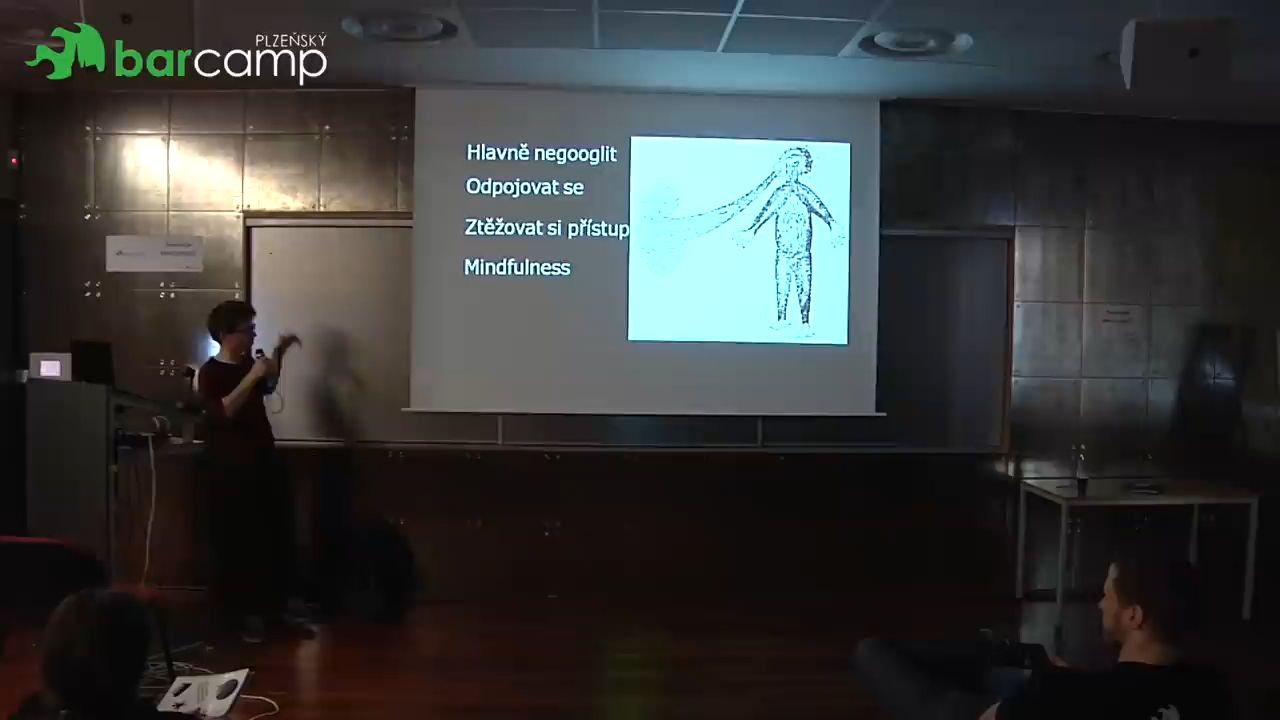 PLZEŇSKÝ
barcamp
Hlavně negooglit
Odpojovat se
Ztěžovat si přístup
Mindfulness